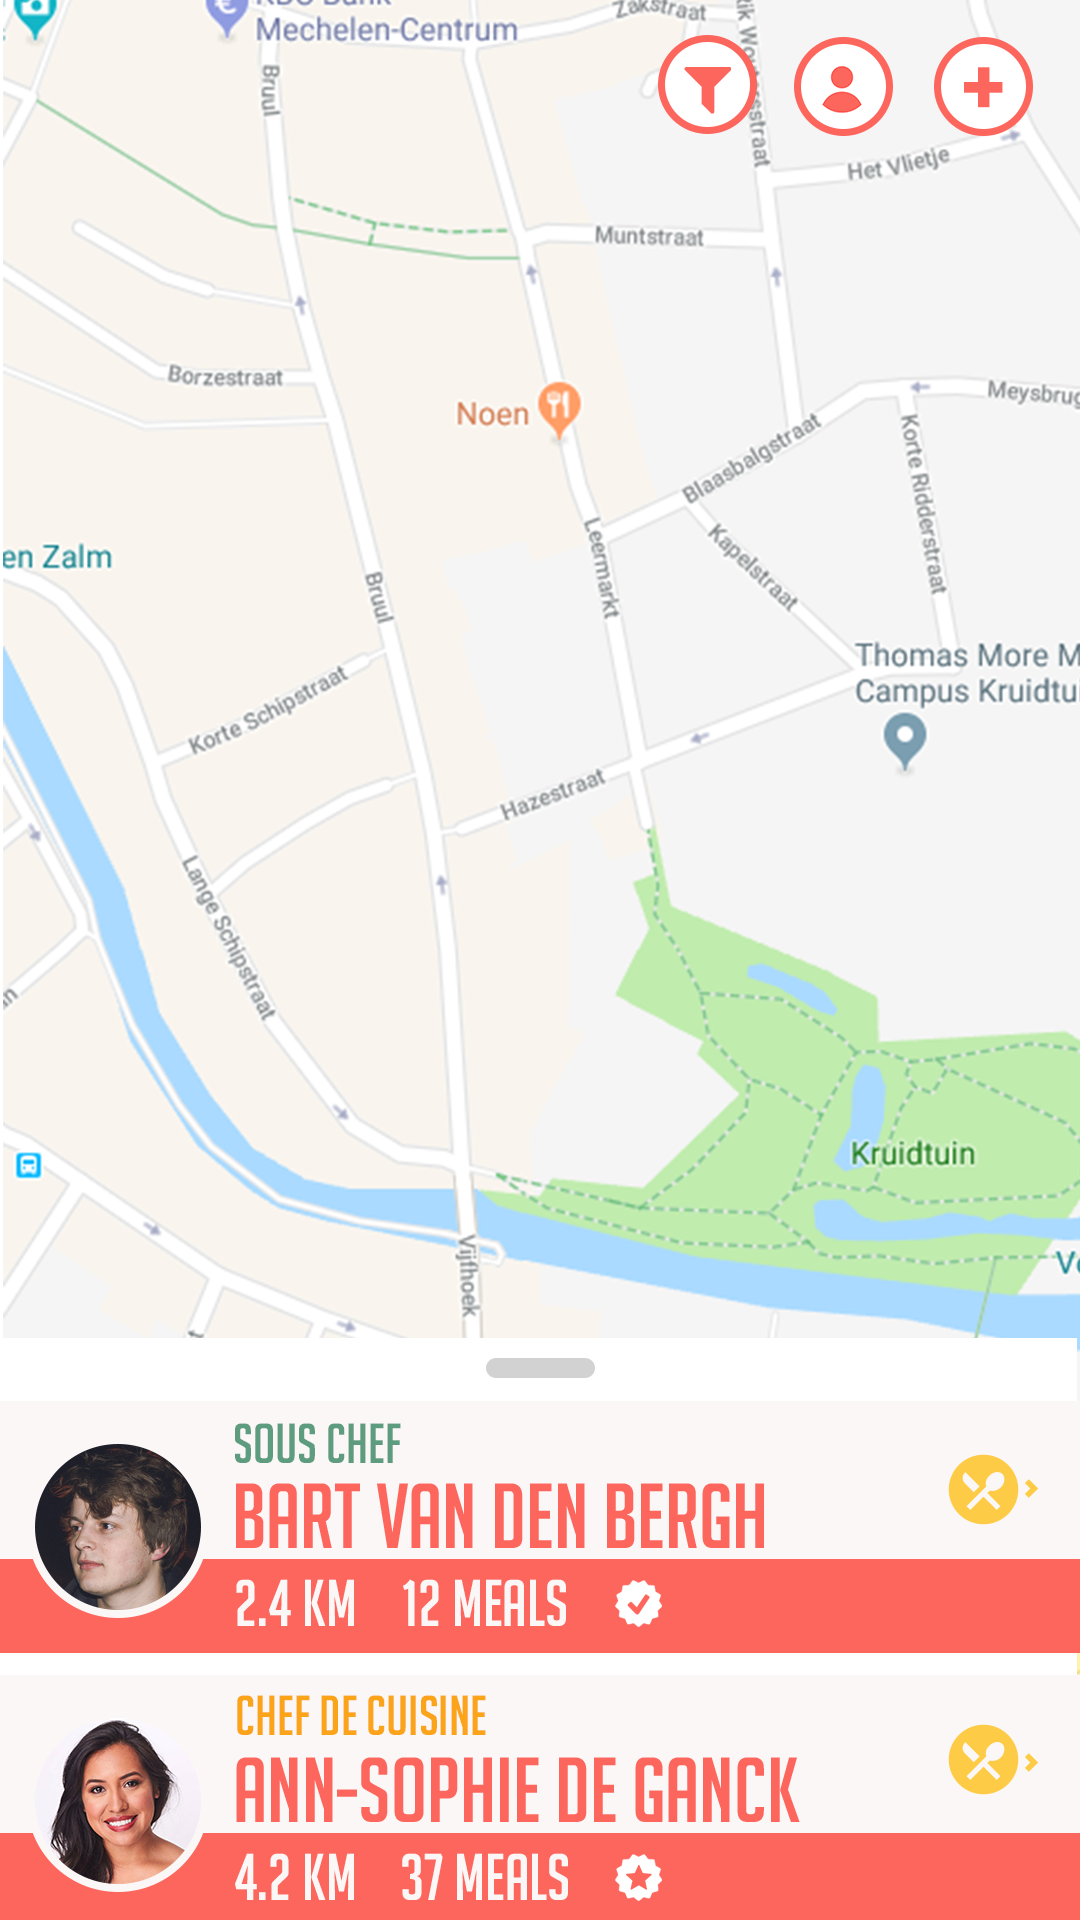 Mechelen-Centrum
Zakstraat
Bruul
Het Vlietje
Muntstraat
Borzestraat
Noen
Meysbrug
Blaasbalgstraat
Korte Ridderstraat
Leermarkt
Kapelstraat
en Zalm
Bruul
Thomas More M
Campus Kruidtui
Korte Schipstraat
Hazestraat
Lange Schipstraat
Kruidtuin
Vijfhoek
SOUS CHEF
BART VAN DEN BERGH
2.4 KM 12 MEALS
CHEF DE CUISINE
ANN-SOPHIE DE GANCK
4.2 KM 37 MEALS